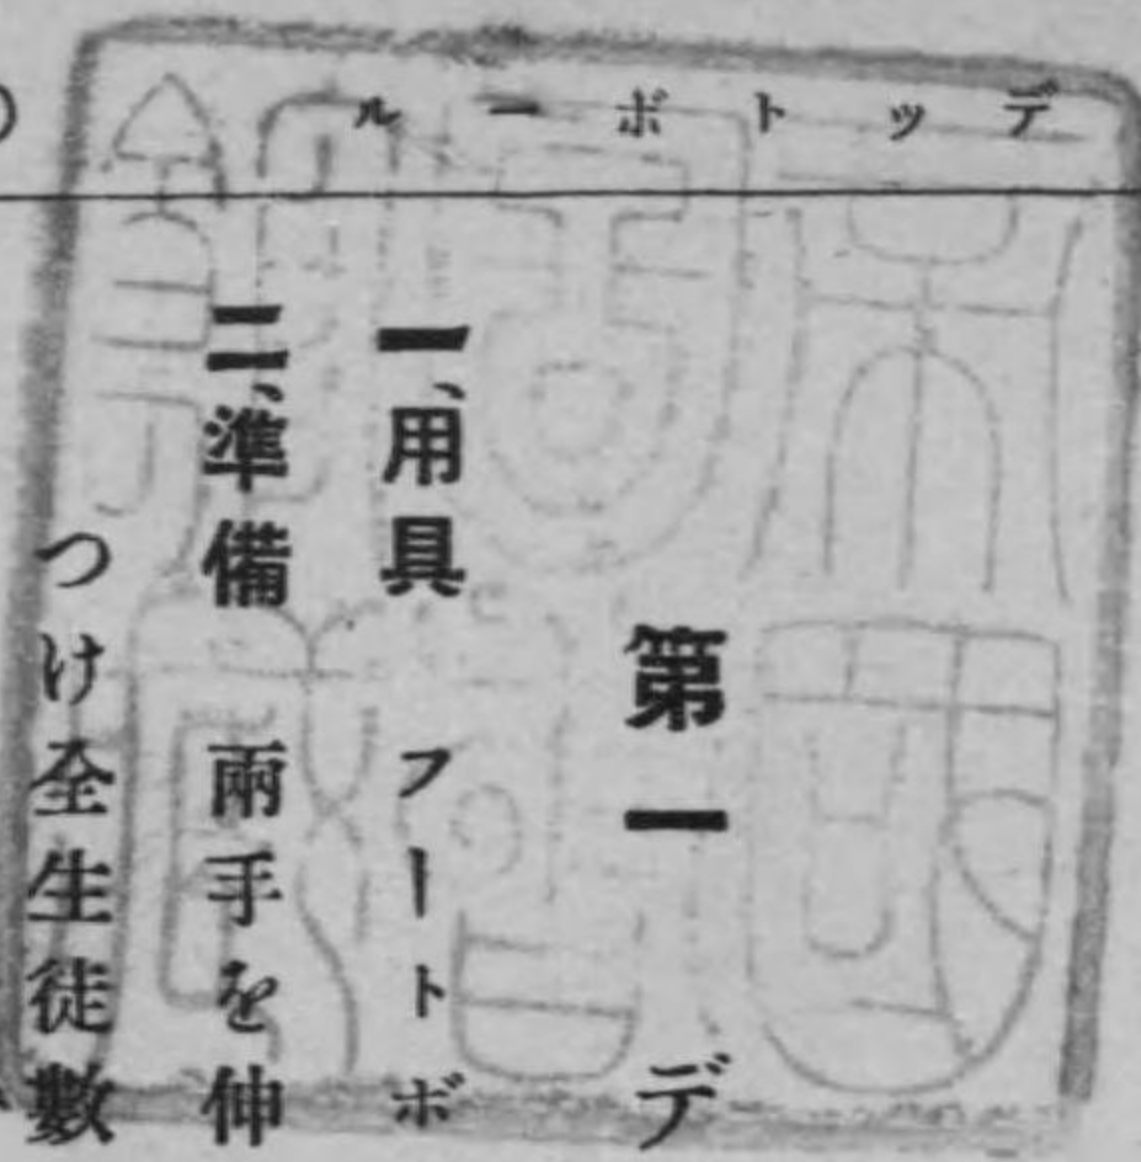 デットボール
第一 デ
一、用具 フートボ
二、準備 兩手を伸
つけ全生徒數